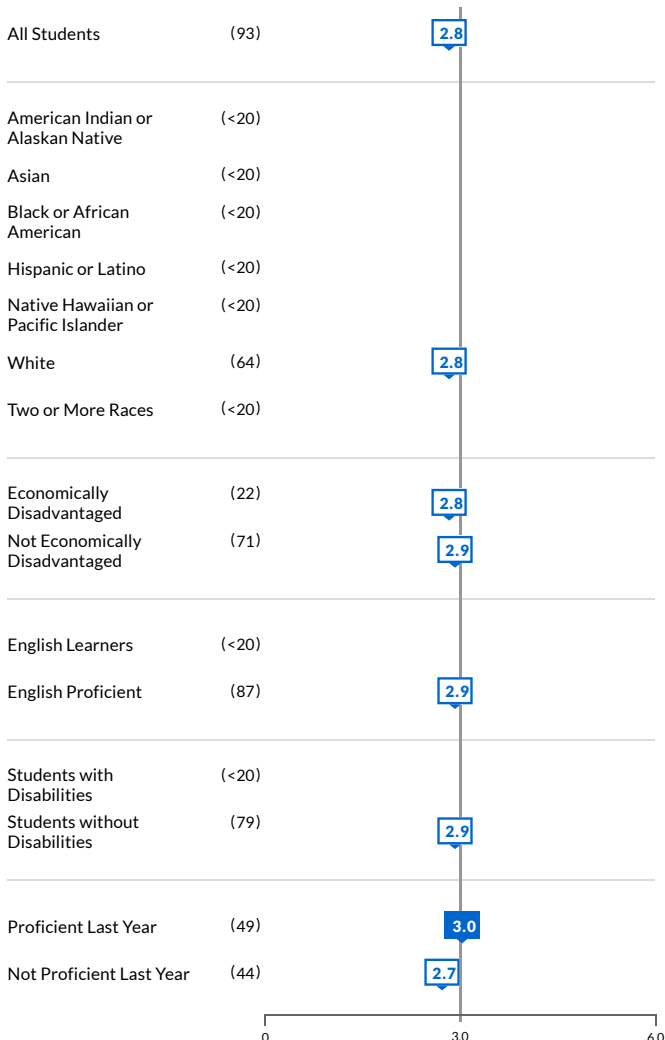 All Students (93) 2.8
American Indian or (<20)
Alaskan Native
Asian (<20)
Black or African (<20)
American
Hispanic or Latino (<20)
Native Hawaiian or (<20)
Pacific Islander
White (64) 2.8
Two or More Races (<20)
Economically (22) 2.8
Disadvantaged
Not Economically (71) 2.9
Disadvantaged
English Learners (<20)
English Proficient (87) 2.9
Students with (<20)
Disabilities
Students without (79) 2.9
Disabilities
Proficient Last Year (49) 3.0
Not Proficient Last Year (44) 2.7
0 3.0 6.0